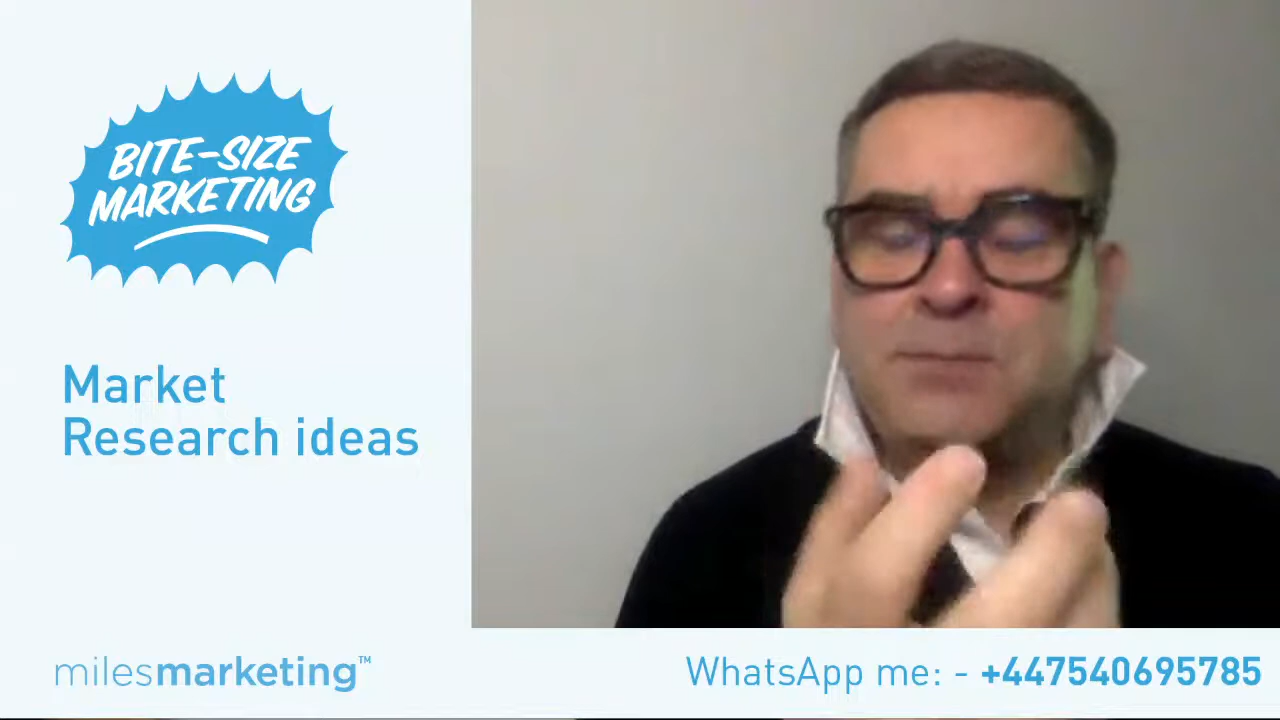 BITE-SIZE
MARKETING
Market
Research ideas
milesmarketing™
WhatsApp me: - +447540695785